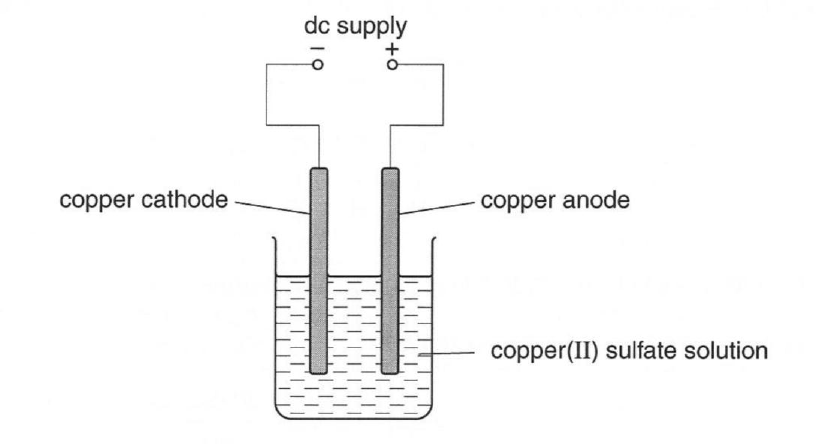 dc supply
− +
copper cathode
copper anode
copper(II) sulfate solution